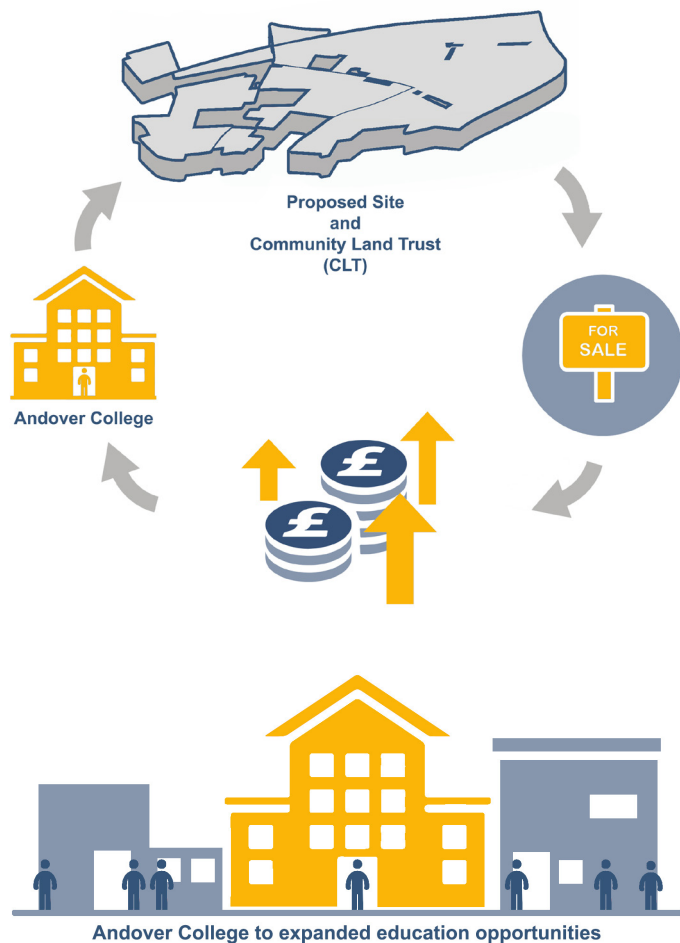 Proposed Site
and
Community Land Trust
(CLT)
FOR
SALE
Andover College
£
£
Andover College to expanded education opportunities